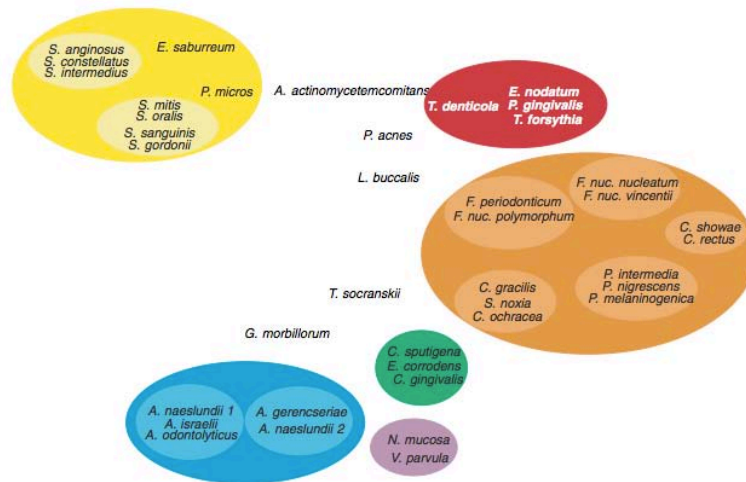 S. anginosus
S. constellatus
S. intermedius
E. saburreum
P. micros
S. mitis
S. oralis
S. sanguinis
S. gordonii
A. actinomycetemcomitans
P. acnes
L. buccalis
T. denticola
E. nodatum
P. gingivalis
T. forsythia
F. periodonticum
F. nuc. polymorphum
F. nuc. nucleatum
F. nuc. vincentii
C. showae
C. rectus
C. gracilis
S. noxia
C. ochracea
P. intermedia
P. nigrescens
P. melaninogenica
T. socranskii
G. morbillorum
C. sputigena
E. corrodens
C. gingivalis
A. naeslundii 1
A. israelii
A. odontolyticus
A. gerencseriae
A. naeslundii 2
N. mucosa
V. parvula